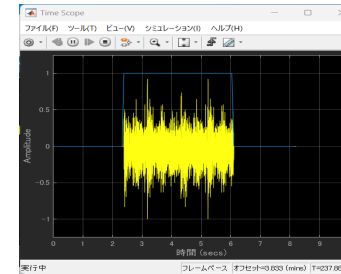 Time Scope
ファイル(F) ツール(T) ビュー(V) シミュレーション(I) ヘルプ(H)
Amplitude
1
0.5
0
-0.5
-1
0 1 2 3 4 5 6 7 8 9
時間 (secs)
実行中 フレームベース オフセット=3.833 (mins) T=237.88